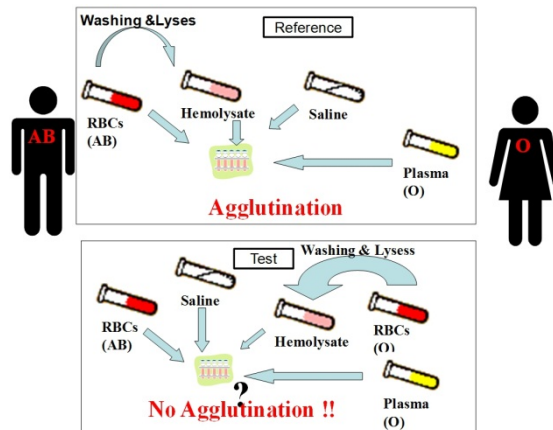 Washing &Lyses
Reference
AB
RBCs
(AB)
Hemolysate
Saline
Plasma
(O)
O
Agglutination
Test
Washing & Lysess
Saline
RBCs
(AB)
Hemolysate
RBCs
(O)
?
Plasma
(O)
No Agglutination !!